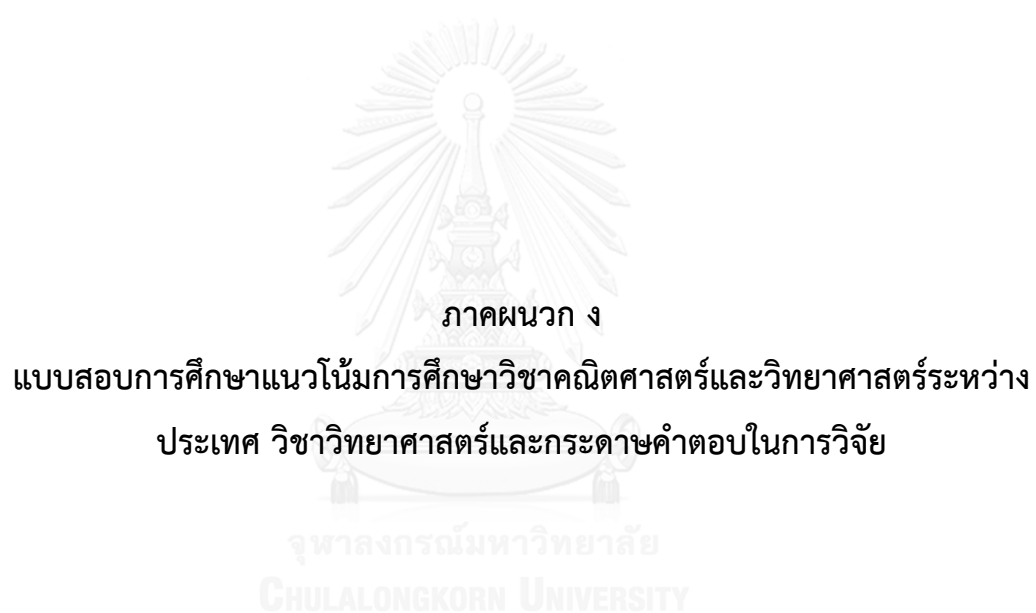 ภาคผนวก ง
แบบสอบการศึกษาแนวโน้มการศึกษาวิชาคณิตศาสตร์และวิทยาศาสตร์ระหว่าง
ประเทศ วิชาวิทยาศาสตร์และกระดาษคำตอบในการวิจัย
จุฬาลงกรณ์มหาวิทยาลัย
CHULALONGKORN UNIVERSITY